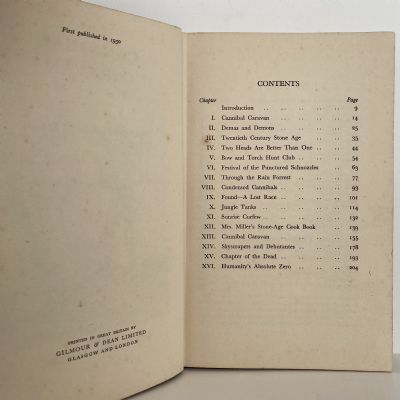 First published in 1950
PRINTED IN GREAT BRITAIN BY
GILMOUR & DEAN LIMITED
GLASGOW AND LONDON
CONTENTS
Chapter Page
Introduction .. .. .. .. .. 9
I. Cannibal Caravan .. .. .. .. 14
II. Demaz and Demons .. .. .. .. 25
III. Twentieth Century Stone Age .. .. .. 35
IV. Two Heads Are Better Than One .. .. .. 44
V. Bow and Torch Hunt Club .. .. .. 54
VI. Festival of the Punctured Schnozzles .. .. 63
VII. Through the Rain Forrest .. .. .. 77
VIII. Condensed Cannibals .. .. .. .. 93
IX. Found—A Lost Race .. .. .. .. 101
X. Jungle Tanks .. .. .. .. .. 114
XI. Sunrise Curfew .. .. .. .. .. 132
XII. Mrs. Miller's Stone-Age Cook Book .. .. 139
XIII. Cannibal Caravan .. .. .. .. 155
XIV. Skyscrapers and Debutantes .. .. .. 178
XV. Chapter of the Dead .. .. .. .. 193
XVI. Humanity's Absolute Zero .. .. .. 204